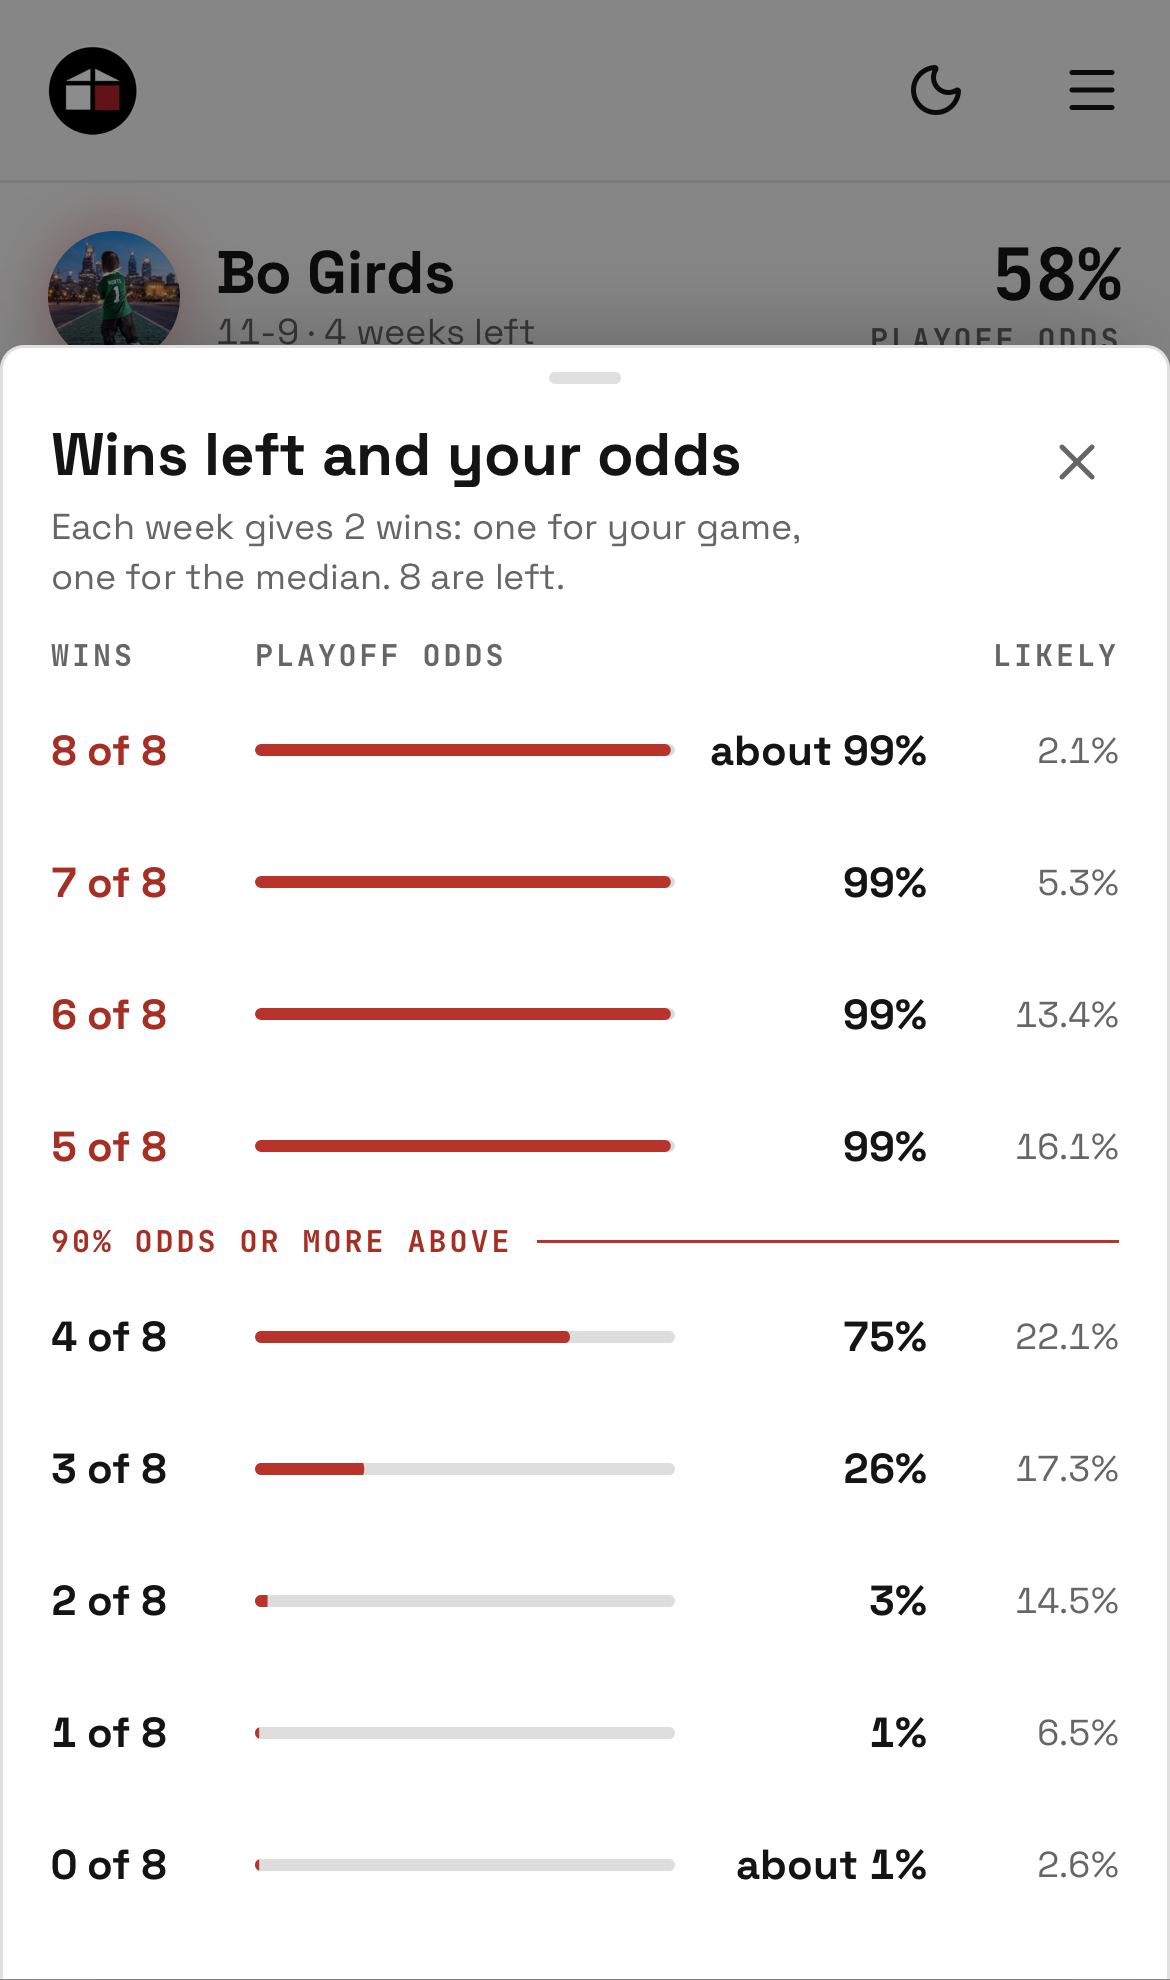 Bo Girds
58%
11-9 · 4 weeks left
PLAYOFF ODDS
Wins left and your odds
Each week gives 2 wins: one for your game,
one for the median. 8 are left.
WINS PLAYOFF ODDS LIKELY
8 of 8 about 99% 2.1%
7 of 8 99% 5.3%
6 of 8 99% 13.4%
5 of 8 99% 16.1%
90% ODDS OR MORE ABOVE
4 of 8 75% 22.1%
3 of 8 26% 17.3%
2 of 8 3% 14.5%
1 of 8 1% 6.5%
0 of 8 about 1% 2.6%